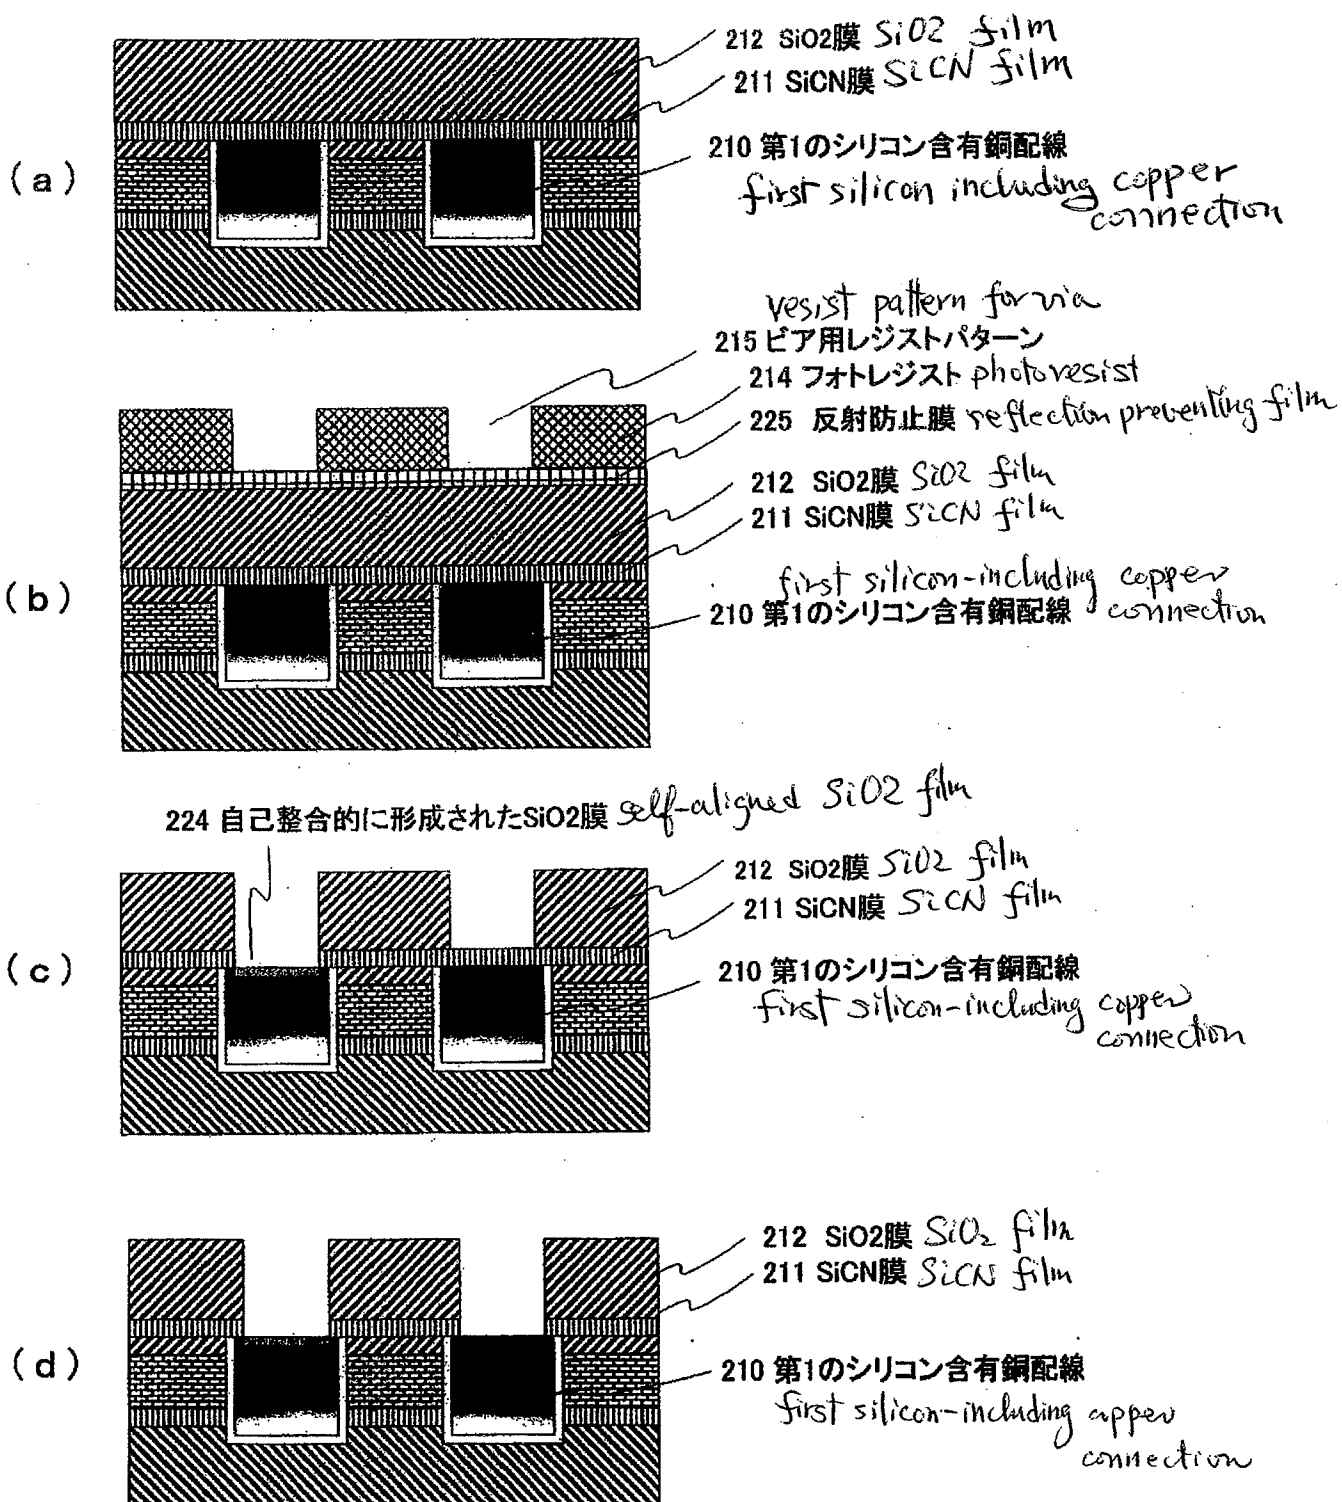 212 SiO2膜 SiO2 film
211 SiCN膜 SiCN film
(a)
210 第1のシリコン含有銅配線
first silicon including copper
connection
resist pattern for via
215 ビア用レジストパターン
214 フォトレジスト photoresist
225 反射防止膜 reflection preventing film
212 SiO2膜 SiO2 film
211 SiCN膜 SiCN film
(b)
first silicon-including copper
210 第1のシリコン含有銅配線 connection
224 自己整合的に形成されたSiO2膜 self-aligned SiO2 film
212 SiO2膜 SiO2 film
211 SiCN膜 SiCN film
(c)
210 第1のシリコン含有銅配線
first silicon-including copper
connection
212 SiO2膜 SiO2 film
211 SiCN膜 SiCN film
(d)
210 第1のシリコン含有銅配線
first silicon-including copper
connection